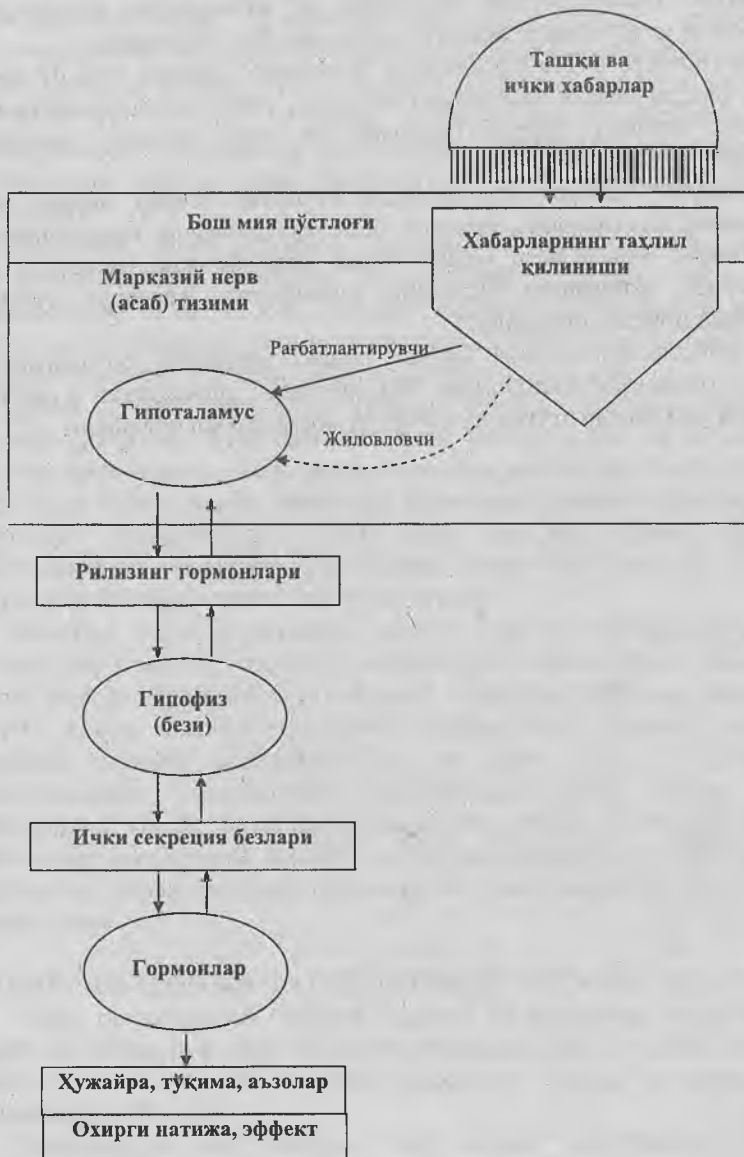 Ташқи ва
ички хабарлар
Бош мия пўстлоғи
Хабарларнинг таҳлил
қилиниши
Марказий нерв
(асаб) тизими
Рағбатлантирувчи
Гипоталамус
Жиловловчи
Рилизинг гормонлари
Гипофиз
(бези)
Ички секреция безлари
Гормонлар
Ҳужайра, тўқима, аъзолар
Охирги натижа, эффект